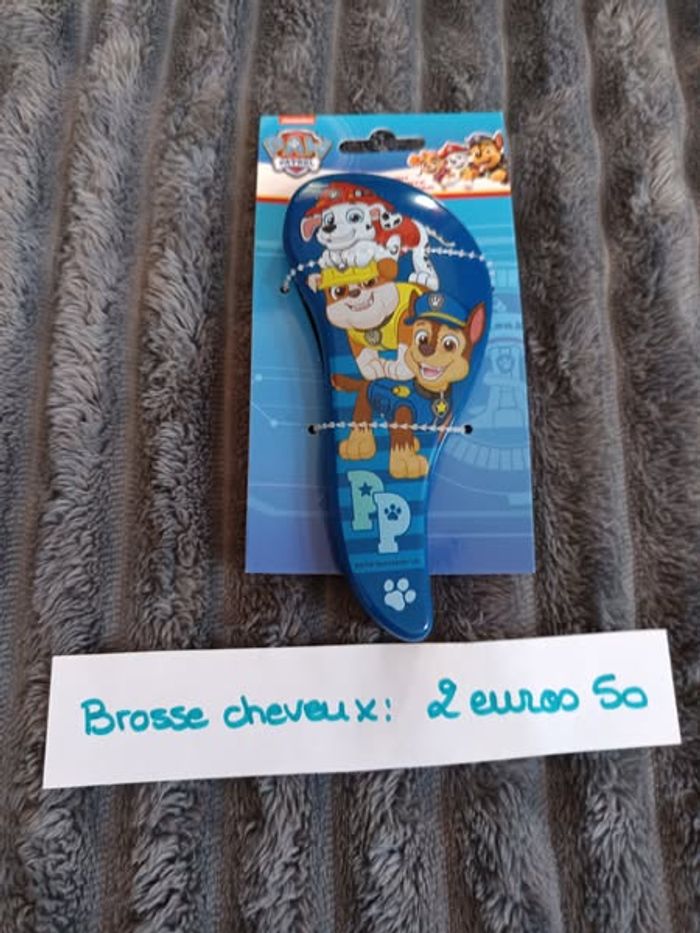 PAW
PATROL
PP
Brosse cheveux: 2 euros 50